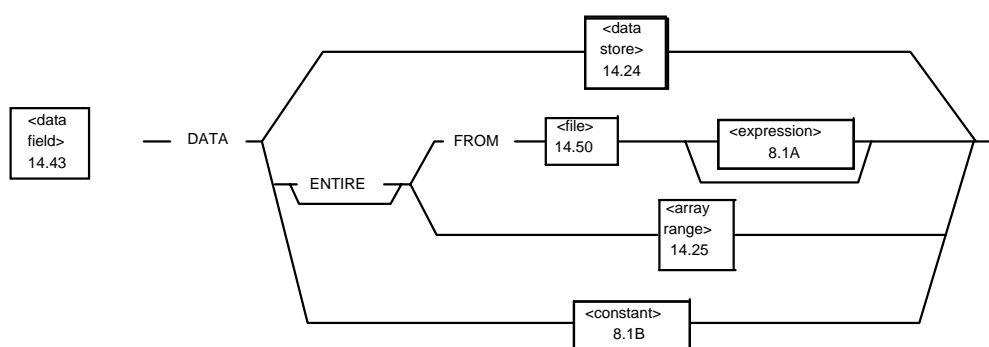 <data
store>
14.24
<data
field>
14.43
DATA
FROM
<file>
14.50
<expression>
8.1A
ENTIRE
<array
range>
14.25
<constant>
8.1B